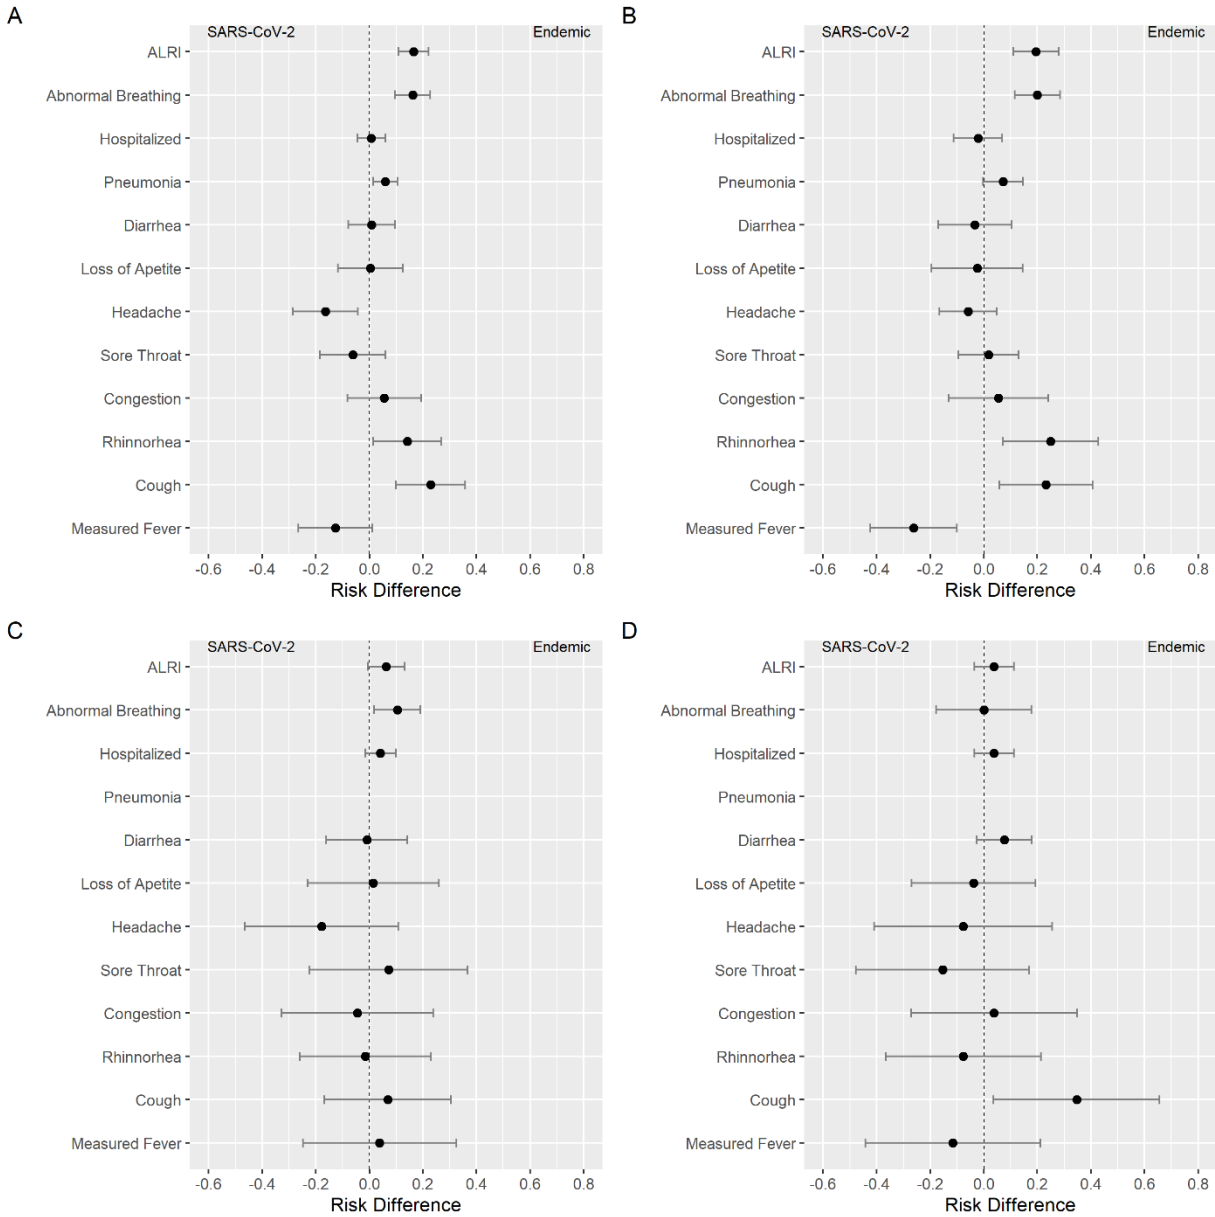 A
SARS-CoV-2 Endemic
ALRI
Abnormal Breathing
Hospitalized
Pneumonia
Diarrhea
Loss of Apetite
Headache
Sore Throat
Congestion
Rhinnorhea
Cough
Measured Fever
-0.6 -0.4 -0.2 0.0 0.2 0.4 0.6 0.8
Risk Difference
B
SARS-CoV-2 Endemic
ALRI
Abnormal Breathing
Hospitalized
Pneumonia
Diarrhea
Loss of Apetite
Headache
Sore Throat
Congestion
Rhinnorhea
Cough
Measured Fever
-0.6 -0.4 -0.2 0.0 0.2 0.4 0.6 0.8
Risk Difference
C
SARS-CoV-2 Endemic
ALRI
Abnormal Breathing
Hospitalized
Pneumonia
Diarrhea
Loss of Apetite
Headache
Sore Throat
Congestion
Rhinnorhea
Cough
Measured Fever
-0.6 -0.4 -0.2 0.0 0.2 0.4 0.6 0.8
Risk Difference
D
SARS-CoV-2 Endemic
ALRI
Abnormal Breathing
Hospitalized
Pneumonia
Diarrhea
Loss of Apetite
Headache
Sore Throat
Congestion
Rhinnorhea
Cough
Measured Fever
-0.6 -0.4 -0.2 0.0 0.2 0.4 0.6 0.8
Risk Difference